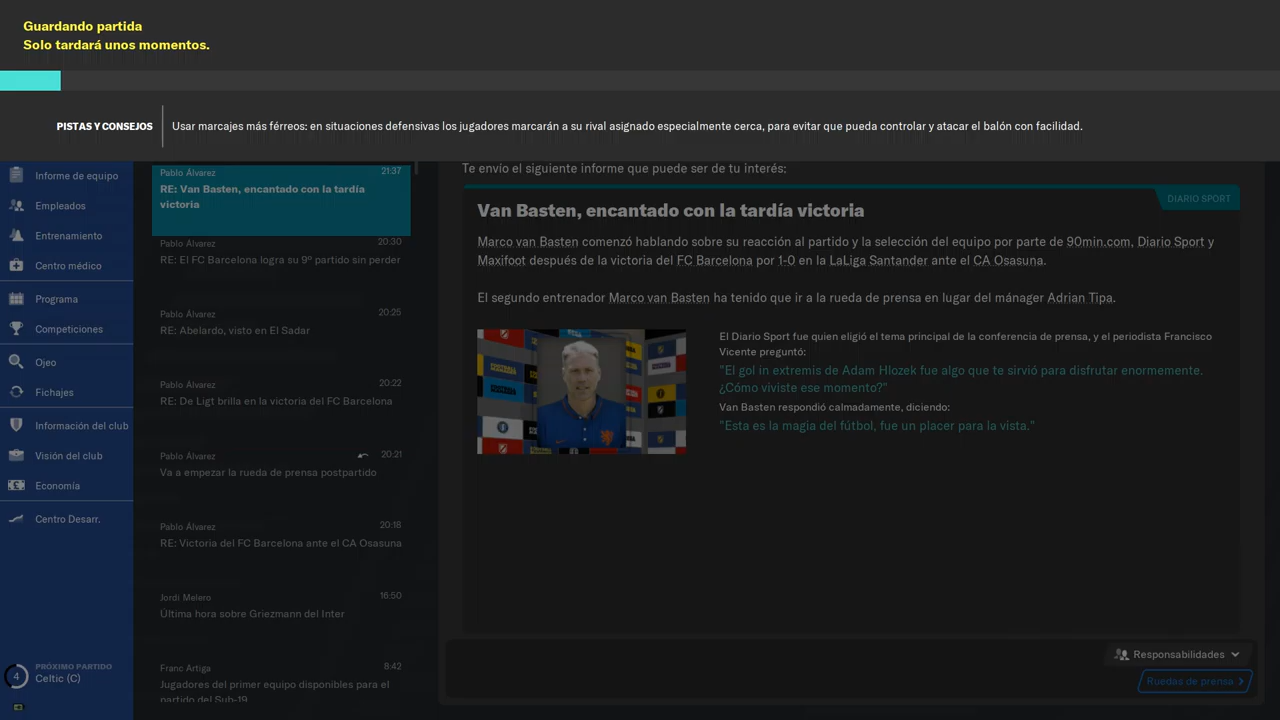 Guardando partida
Solo tardará unos momentos.
PISTAS Y CONSEJOS
Usar marcajes más férreos: en situaciones defensivas los jugadores marcarán a su rival asignado especialmente cerca, para evitar que pueda controlar y atacar el balón con facilidad.
Informe de equipo
Empleados
Entrenamiento
Centro médico
Programa
Competiciones
Ojeo
Fichajes
Información del club
Visión del club
Economía
Centro Desarr.
4
PRÓXIMO PARTIDO
Celtic (C)
Pablo Álvarez 21:37
RE: Van Basten, encantado con la tardía
victoria
Pablo Álvarez 20:30
RE: El FC Barcelona logra su 9º partido sin perder
Pablo Álvarez 20:25
RE: Abelardo, visto en El Sadar
Pablo Álvarez 20:22
RE: De Ligt brilla en la victoria del FC Barcelona
Pablo Álvarez 20:21
Va a empezar la rueda de prensa postpartido
Pablo Álvarez 20:18
RE: Victoria del FC Barcelona ante el CA Osasuna
Jordi Melero 16:50
Última hora sobre Griezmann del Inter
Franc Artiga 8:42
Jugadores del primer equipo disponibles para el
partido del Sub-19
Te envío el siguiente informe que puede ser de tu interés:
DIARIO SPORT
Van Basten, encantado con la tardía victoria
Marco van Basten comenzó hablando sobre su reacción al partido y la selección del equipo por parte de 90min.com, Diario Sport y
Maxifoot después de la victoria del FC Barcelona por 1-0 en la LaLiga Santander ante el CA Osasuna.
El segundo entrenador Marco van Basten ha tenido que ir a la rueda de prensa en lugar del mánager Adrian Tipa.
El Diario Sport fue quien eligió el tema principal de la conferencia de prensa, y el periodista Francisco
Vicente preguntó:
"El gol in extremis de Adam Hlozek fue algo que te sirvió para disfrutar enormemente.
¿Cómo viviste ese momento?"
Van Basten respondió calmadamente, diciendo:
"Esta es la magia del fútbol, fue un placer para la vista."
Responsabilidades
Ruedas de prensa